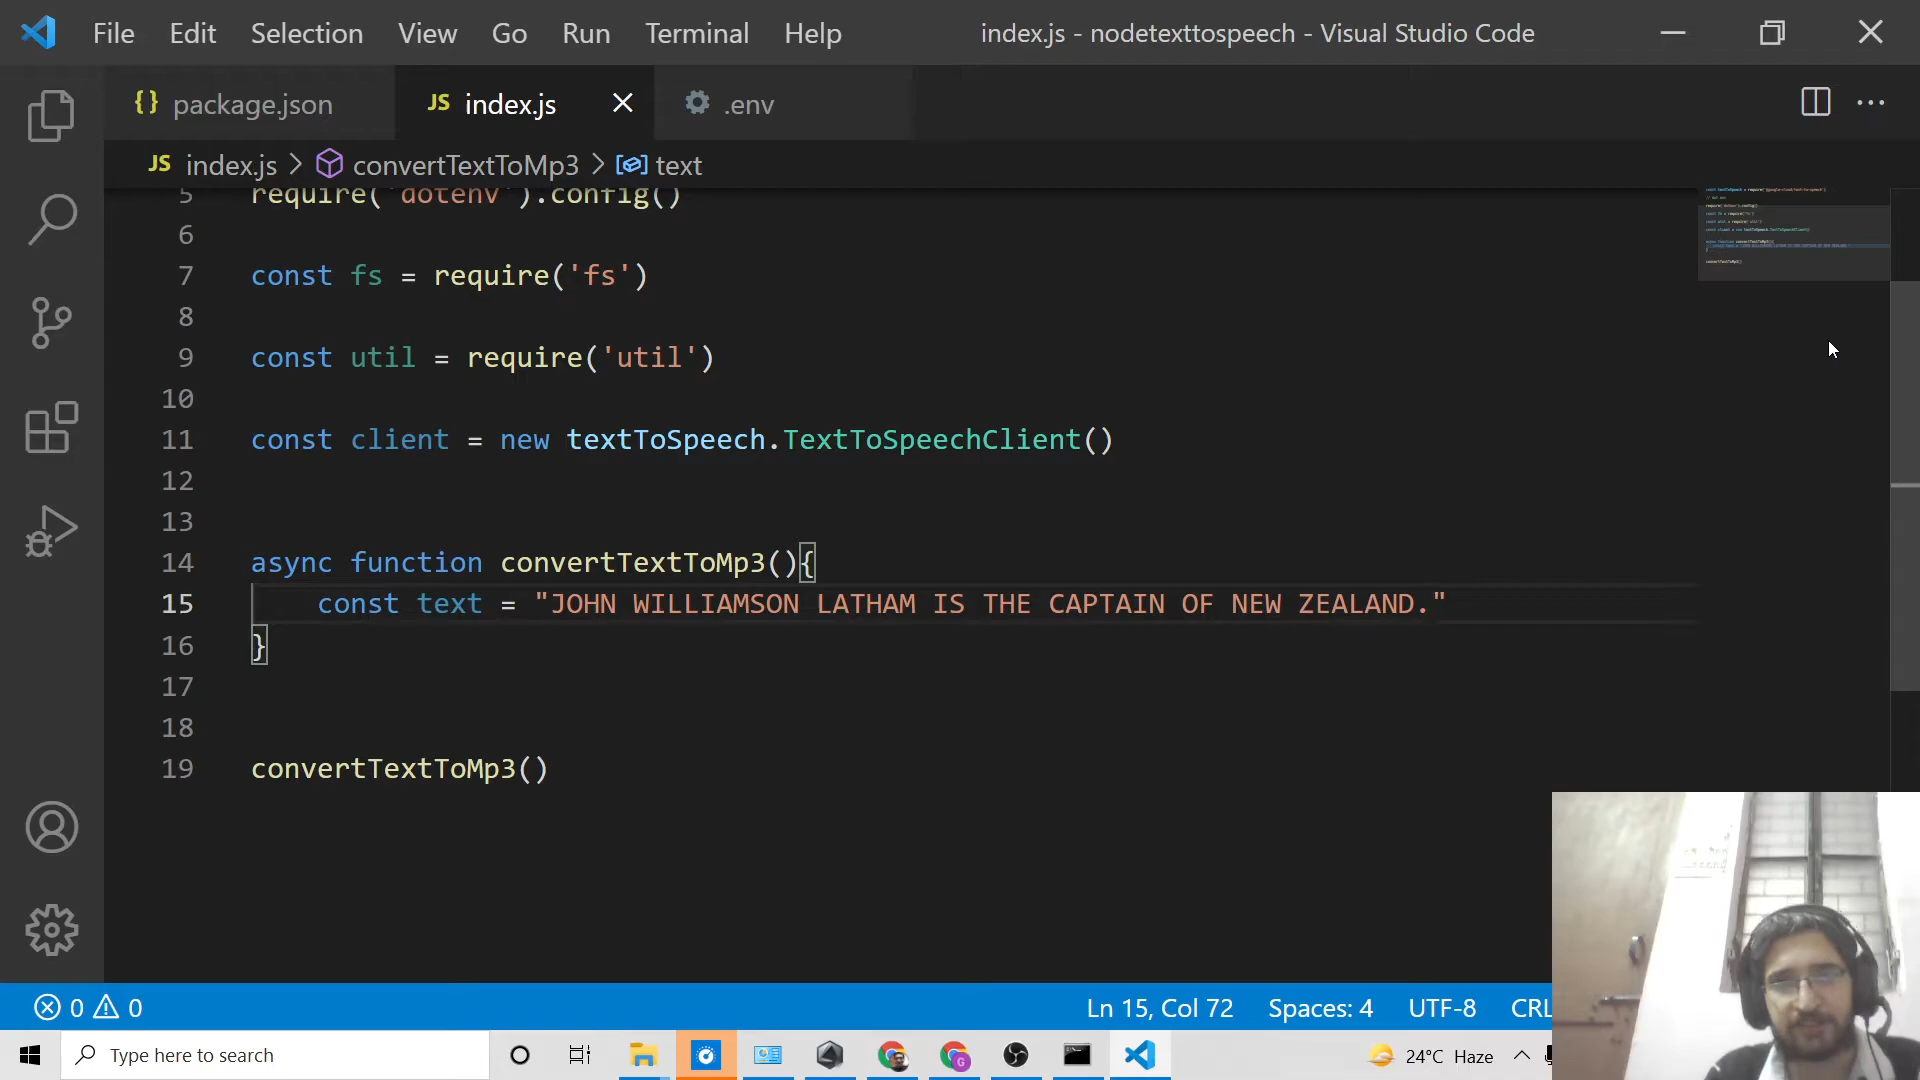 File Edit Selection View Go Run Terminal Help index.js - nodetexttospeech - Visual Studio Code
{} package.json JS index.js .env
JS index.js > convertTextToMp3 > text
5 require('dotenv').config()
6
7 const fs = require('fs')
8
9 const util = require('util')
10
11 const client = new textToSpeech.TextToSpeechClient()
12
13
14 async function convertTextToMp3(){
15 const text = "JOHN WILLIAMSON LATHAM IS THE CAPTAIN OF NEW ZEALAND."
16 }
17
18
19 convertTextToMp3()
0 0 Ln 15, Col 72 Spaces: 4 UTF-8 CRL
Type here to search G 24°C Haze